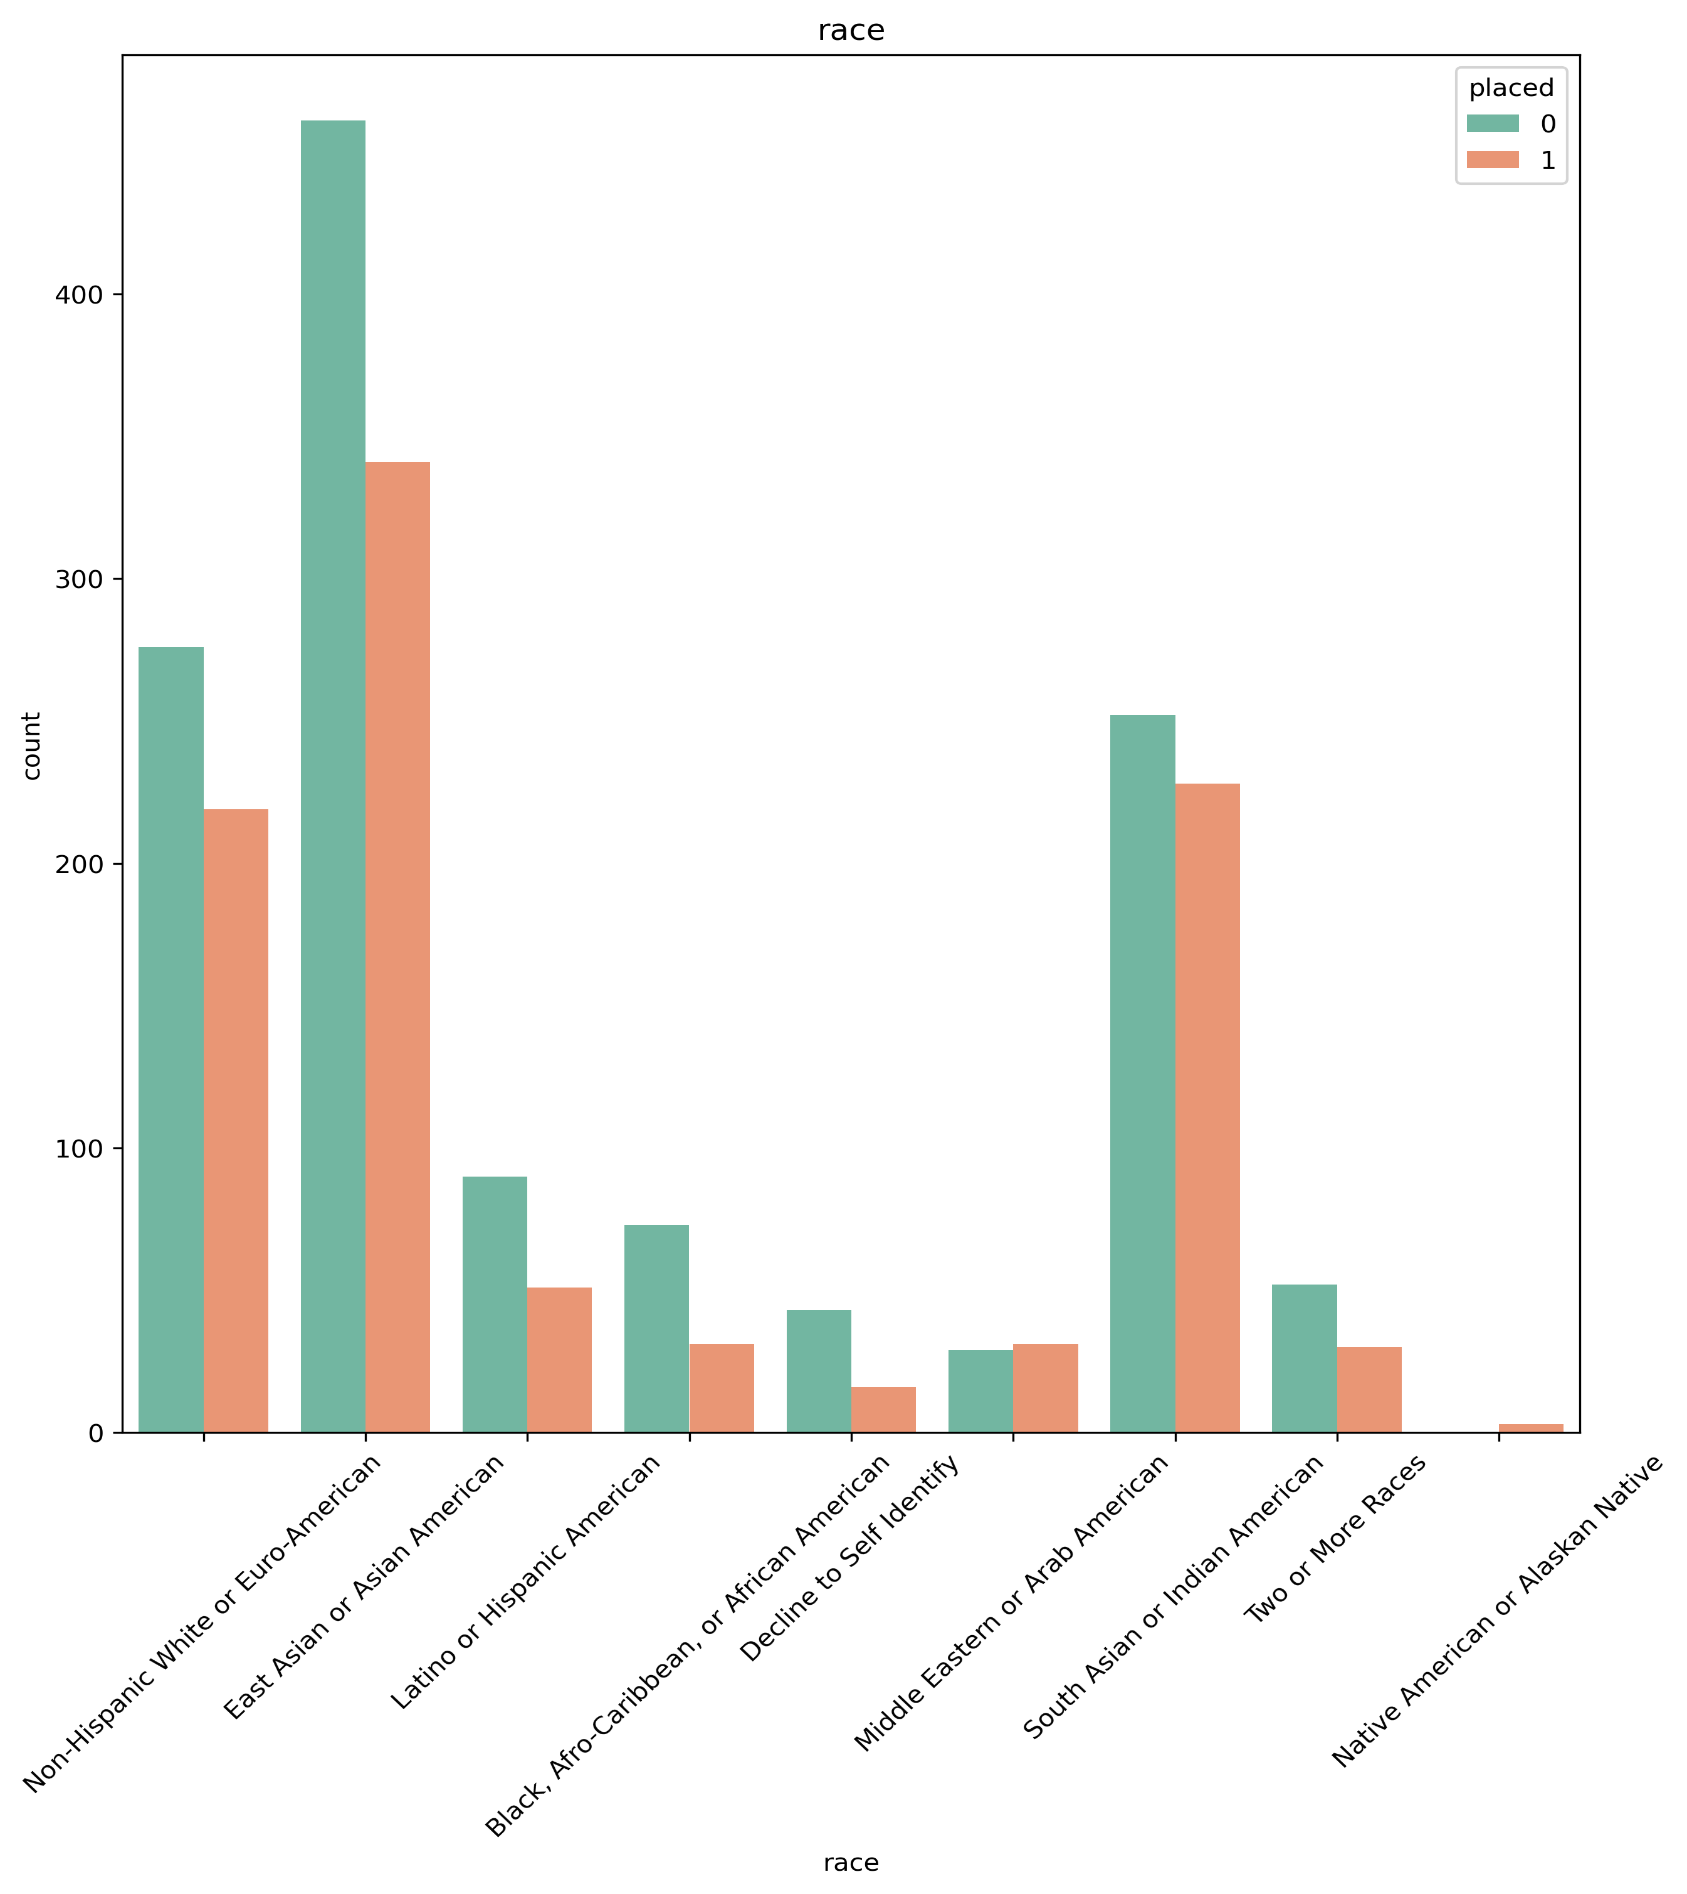 race
placed
0
1
400
300
200
100
0
count
Non-Hispanic White or Euro-American
East Asian or Asian American
Latino or Hispanic American
Black, Afro-Caribbean, or African American
Decline to Self Identify
Middle Eastern or Arab American
South Asian or Indian American
Two or More Races
Native American or Alaskan Native
race